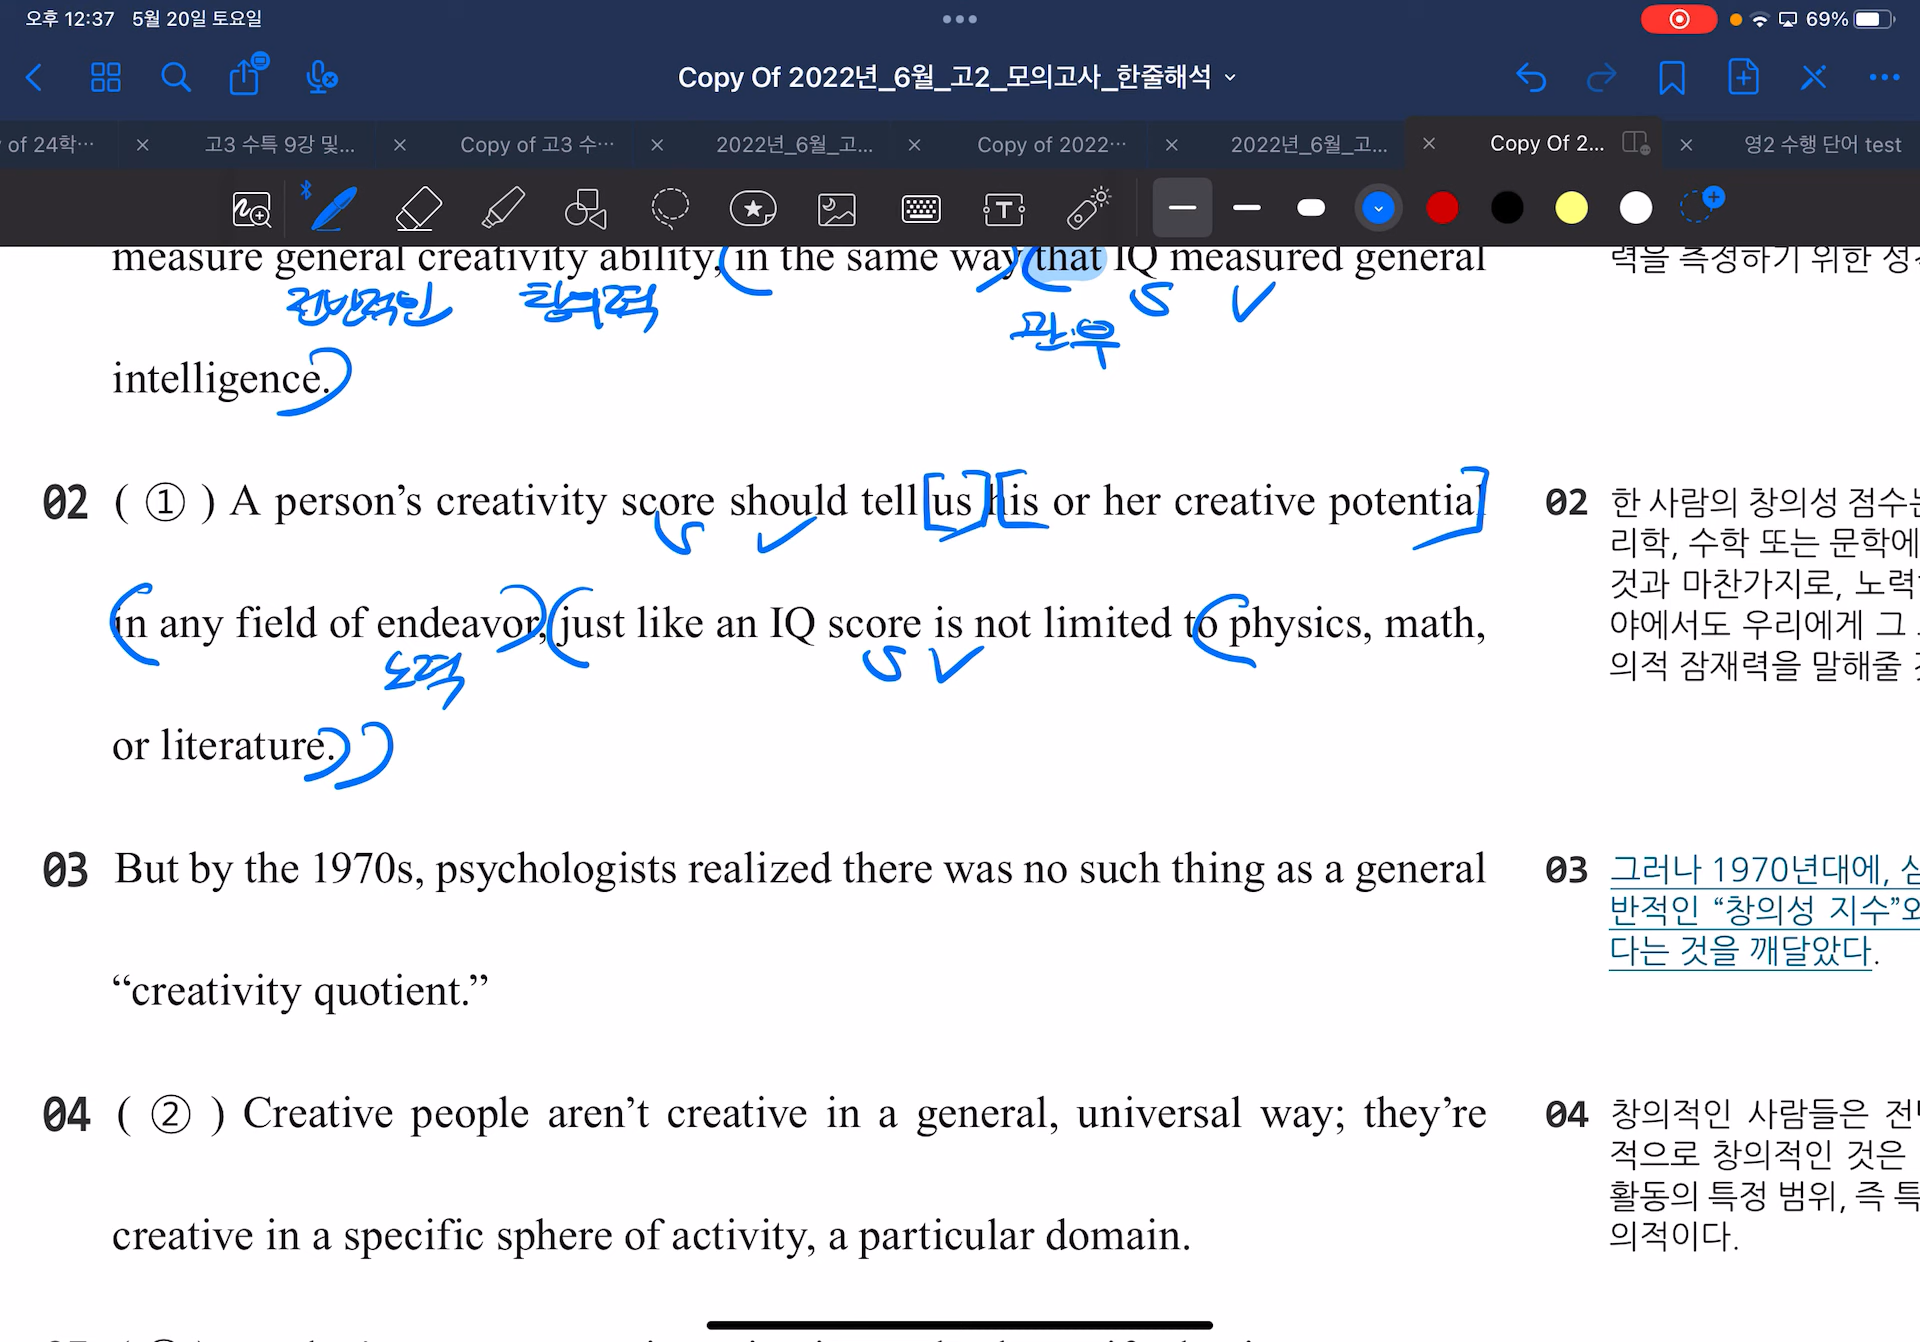 오후 12:37 5월 20일 토요일
69%
Copy Of 2022년_6월_고2_모의고사_한줄해석
of 24학… × 고3 수특 9강 및... × Copy of 고3 수… × 2022년_6월_고... × Copy of 2022… × 2022년_6월_고... × Copy Of 2... × 영2 수행 단어 test
measure general creativity ability, (in the same way) (that IQ measured general
전반적인 창의력 S V
관·부
intelligence.)
02 ( ① ) A person’s creativity score should tell [us] [his or her creative potential]
S V
(in any field of endeavor,) (just like an IQ score is not limited to (physics, math,
노력 S V
or literature.))
03 But by the 1970s, psychologists realized there was no such thing as a general
“creativity quotient.”
04 ( ② ) Creative people aren’t creative in a general, universal way; they’re
creative in a specific sphere of activity, a particular domain.
력을 측정하기 위한
02 한 사람의 창의성 점수는
리학, 수학 또는 문학에
것과 마찬가지로, 노력
야에서도 우리에게 그
의적 잠재력을 말해줄
03 그러나 1970년대에,
반적인 “창의성 지수”와
다는 것을 깨달았다.
04 창의적인 사람들은
적으로 창의적인 것은
활동의 특정 범위, 즉
의적이다.